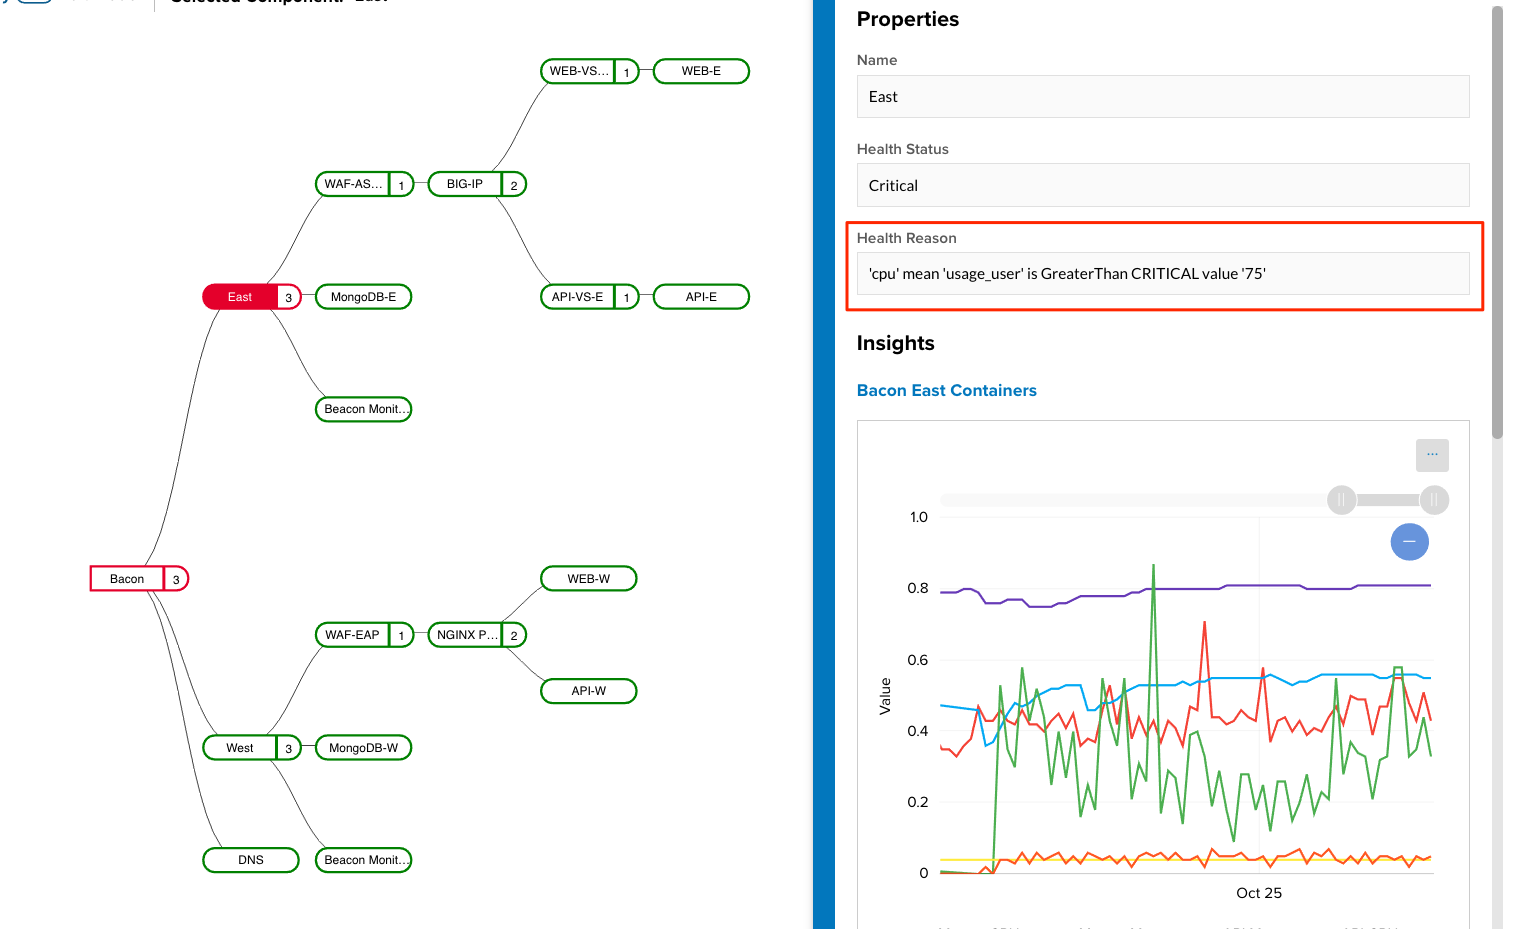 Selected Component: East
WEB-VS... 1
WEB-E
WAF-AS... 1
BIG-IP 2
East 3
MongoDB-E
API-VS-E 1
API-E
Beacon Monit...
Bacon 3
WEB-W
WAF-EAP 1
NGINX P... 2
API-W
West 3
MongoDB-W
DNS
Beacon Monit...
Properties
Name
East
Health Status
Critical
Health Reason
'cpu' mean 'usage_user' is GreaterThan CRITICAL value '75'
Insights
Bacon East Containers
...
1.0
0.8
0.6
0.4
0.2
0
Value
Oct 25